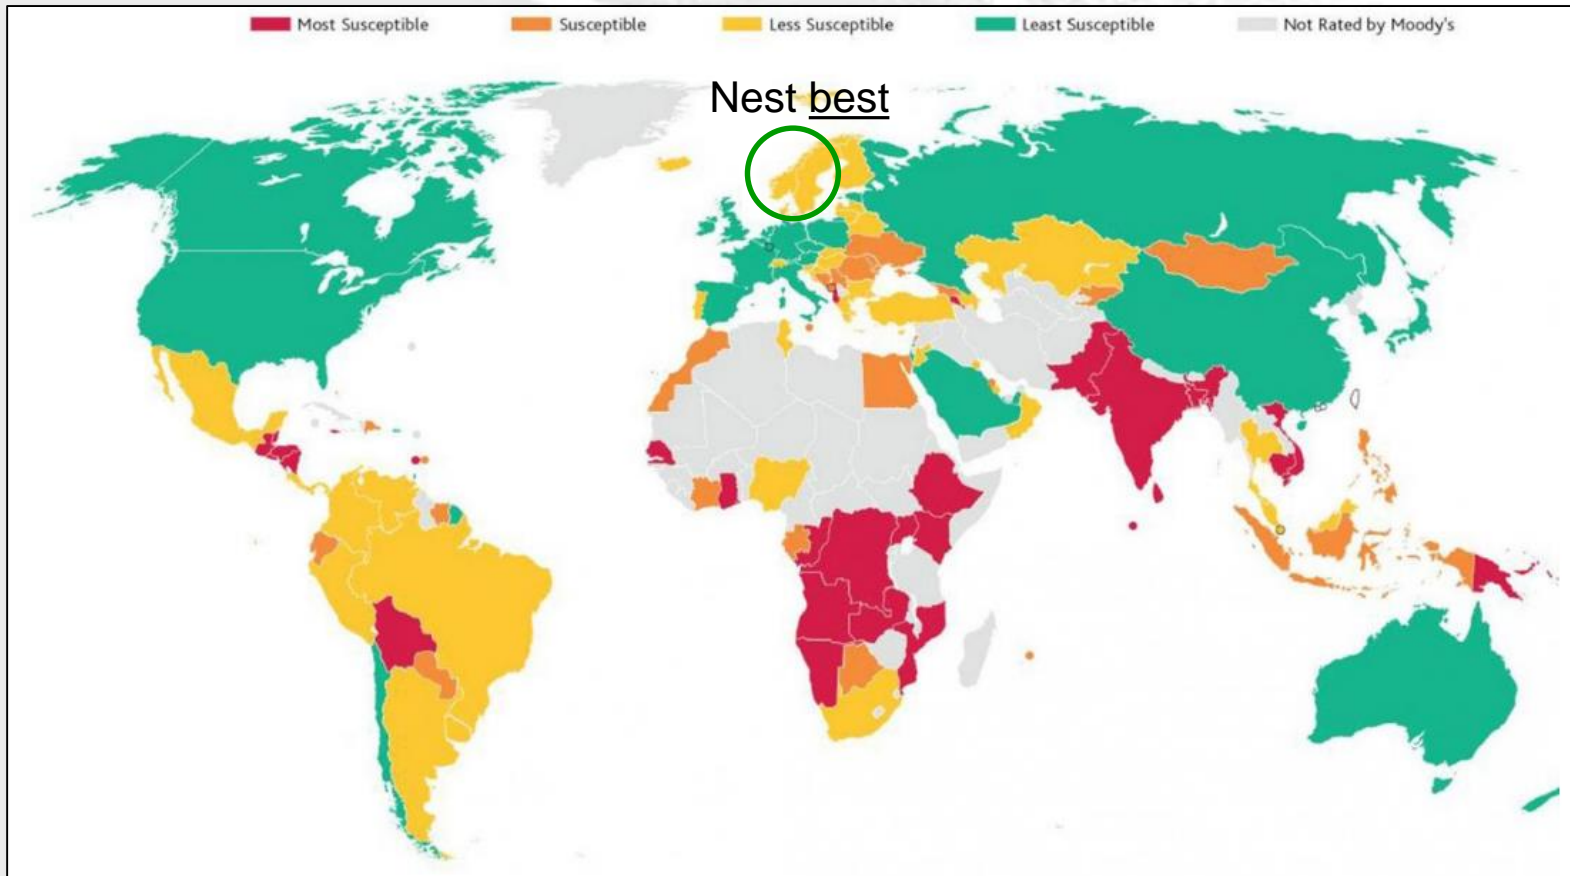 Most Susceptible
Susceptible
Less Susceptible
Least Susceptible
Not Rated by Moody's
Nest best